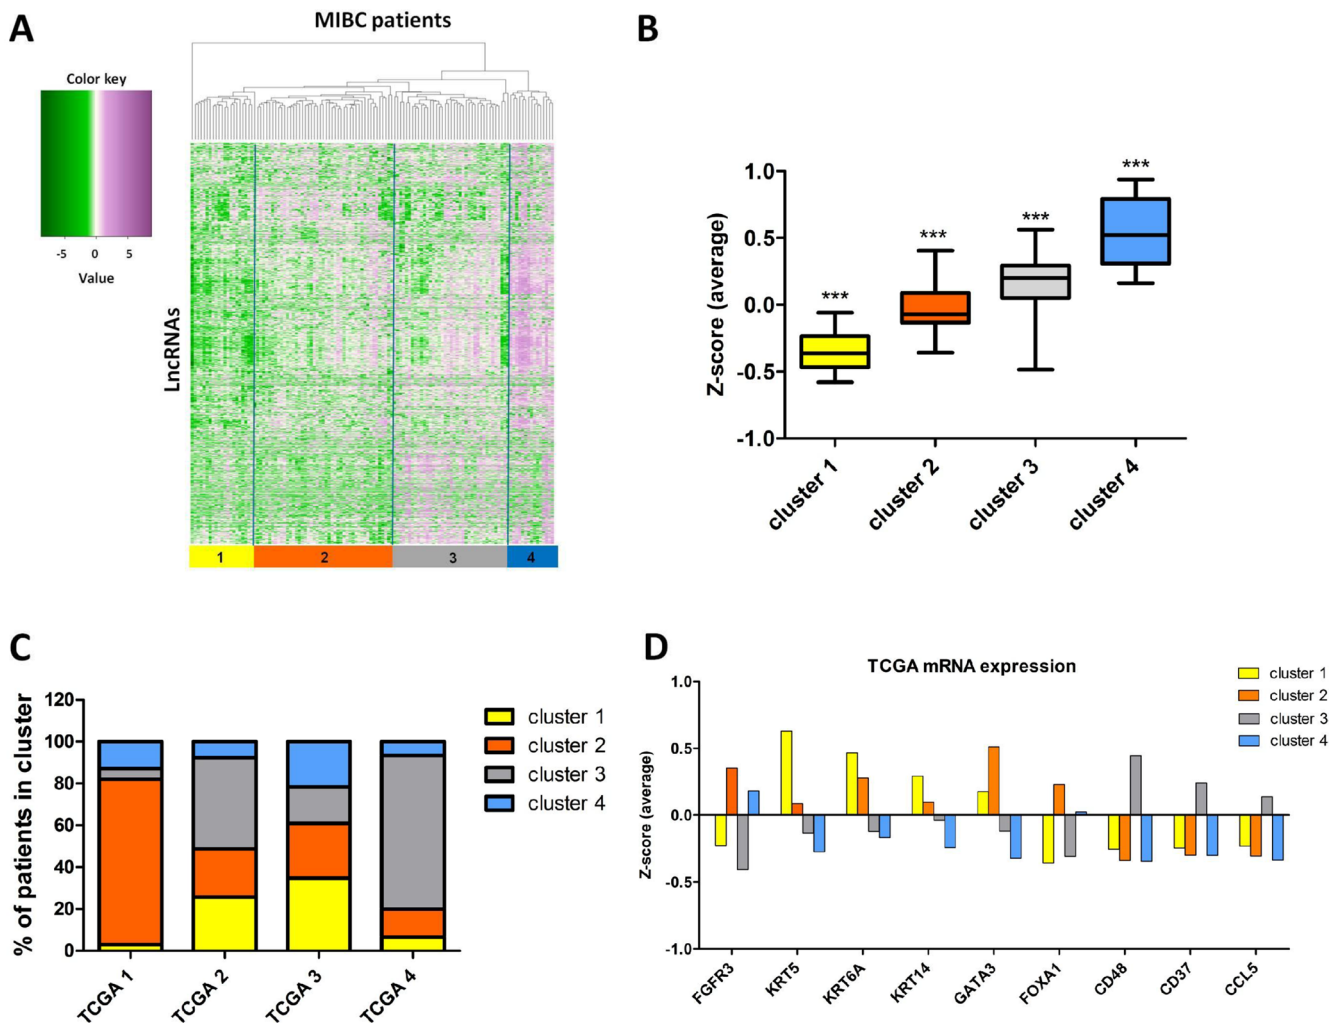 A
MIBC patients
Color key
-5 0 5
Value
LncRNAs
1 2 3 4
B
Z-score (average)
1.0
0.5
0.0
-0.5
-1.0
*** *** *** ***
cluster 1 cluster 2 cluster 3 cluster 4
C
% of patients in cluster
120
100
80
60
40
20
0
TCGA 1 TCGA 2 TCGA 3 TCGA 4
cluster 1
cluster 2
cluster 3
cluster 4
D
TCGA mRNA expression
Z-score (average)
1.0
0.5
0.0
-0.5
-1.0
FGFR3 KRT5 KRT6A KRT14 GATA3 FOXA1 CD48 CD37 CCL5
cluster 1
cluster 2
cluster 3
cluster 4